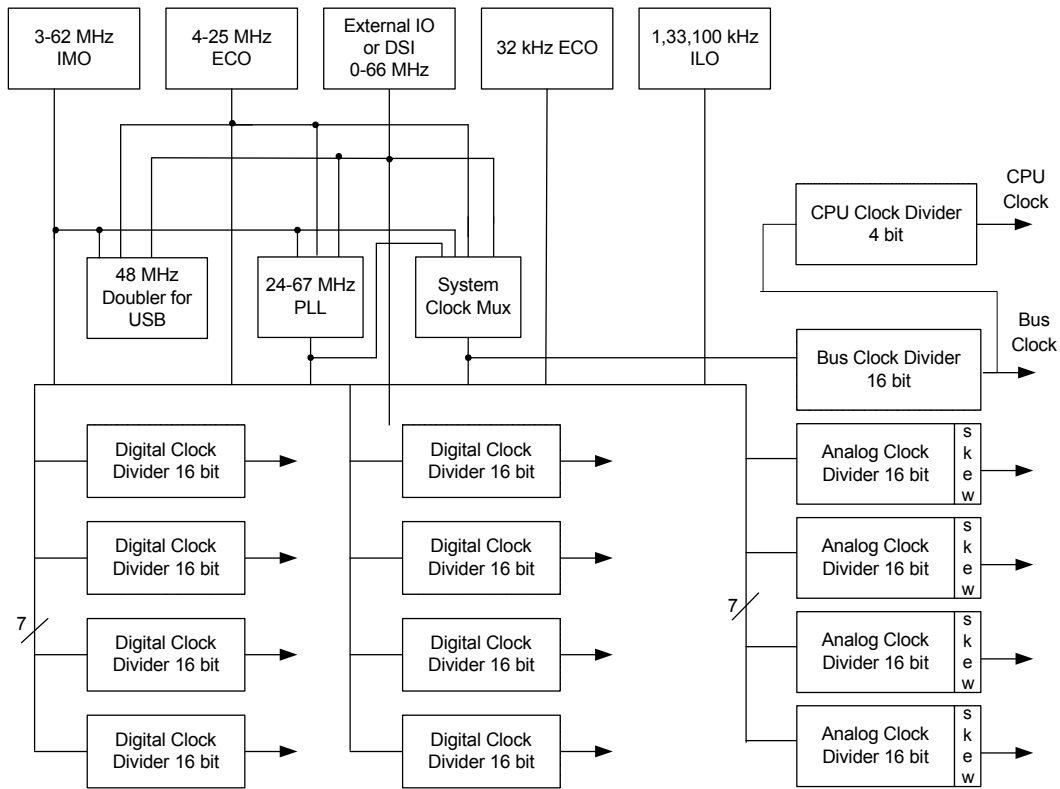 3-62 MHz
IMO
4-25 MHz
ECO
External IO
or DSI
0-66 MHz
32 kHz ECO
1,33,100 kHz
ILO
CPU
Clock
CPU Clock Divider
4 bit
48 MHz
Doubler for
USB
24-67 MHz
PLL
System
Clock Mux
Bus
Clock
Bus Clock Divider
16 bit
Digital Clock
Divider 16 bit
Digital Clock
Divider 16 bit
Analog Clock
Divider 16 bit
s
k
e
w
Digital Clock
Divider 16 bit
Digital Clock
Divider 16 bit
Analog Clock
Divider 16 bit
s
k
e
w
7
7
Digital Clock
Divider 16 bit
Digital Clock
Divider 16 bit
Analog Clock
Divider 16 bit
s
k
e
w
Digital Clock
Divider 16 bit
Digital Clock
Divider 16 bit
Analog Clock
Divider 16 bit
s
k
e
w